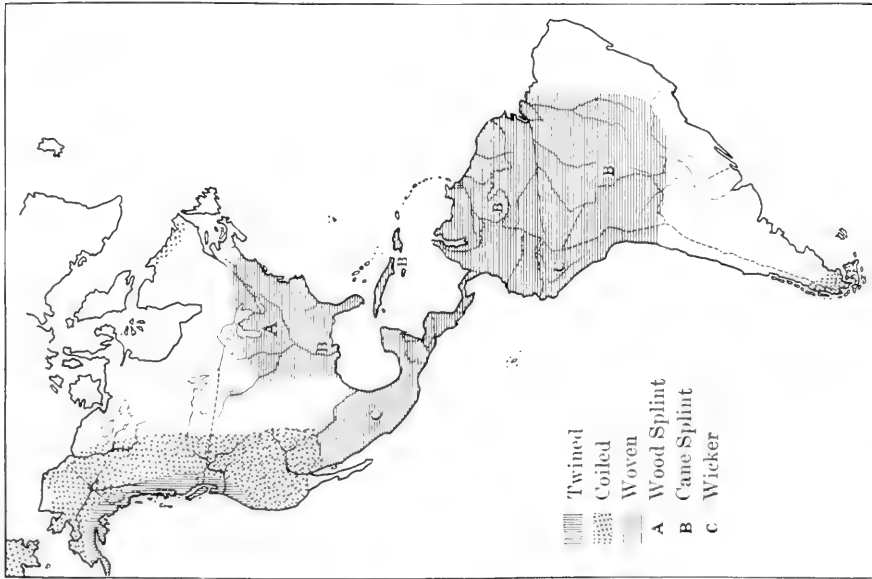 A
B
B
B
B
C
C
Twined
Coiled
Woven
A Wood Splint
B Cane Splint
C Wicker